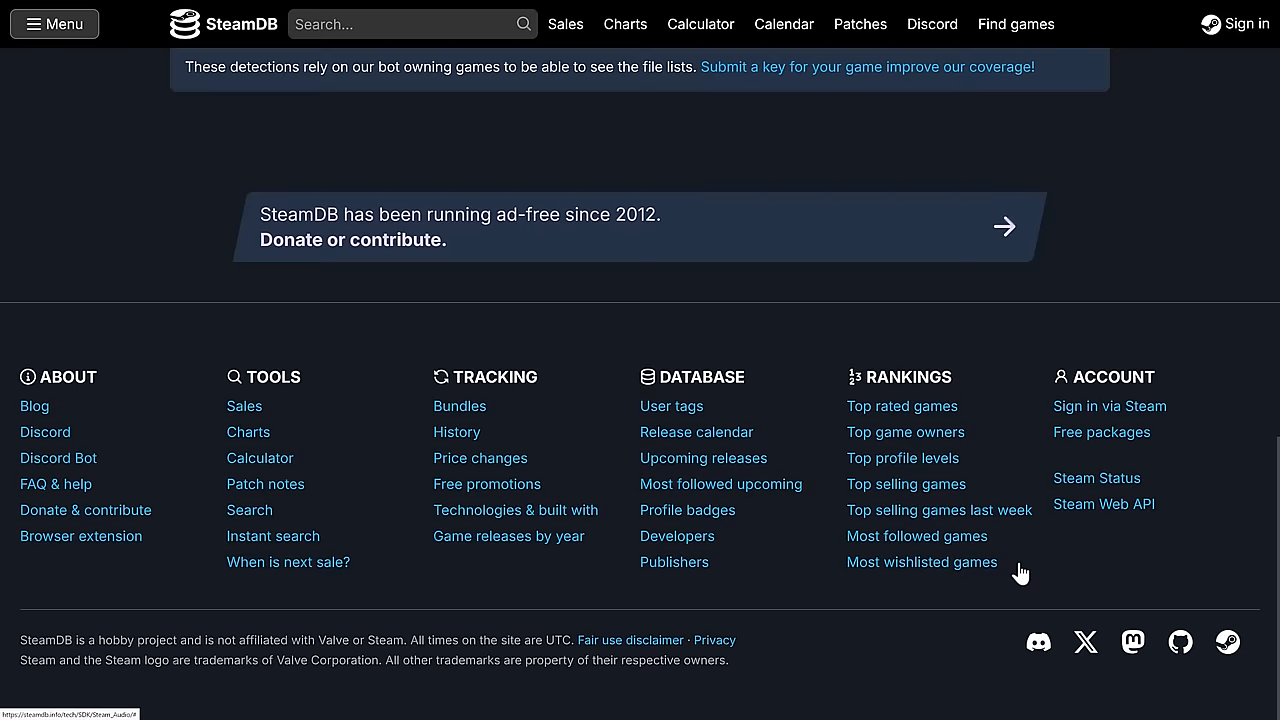 Menu
SteamDB
Search...
Sales
Charts
Calculator
Calendar
Patches
Discord
Find games
Sign in
These detections rely on our bot owning games to be able to see the file lists. Submit a key for your game improve our coverage!
SteamDB has been running ad-free since 2012.
Donate or contribute.
ABOUT
Blog
Discord
Discord Bot
FAQ & help
Donate & contribute
Browser extension
TOOLS
Sales
Charts
Calculator
Patch notes
Search
Instant search
When is next sale?
TRACKING
Bundles
History
Price changes
Free promotions
Technologies & built with
Game releases by year
DATABASE
User tags
Release calendar
Upcoming releases
Most followed upcoming
Profile badges
Developers
Publishers
RANKINGS
Top rated games
Top game owners
Top profile levels
Top selling games
Top selling games last week
Most followed games
Most wishlisted games
ACCOUNT
Sign in via Steam
Free packages
Steam Status
Steam Web API
SteamDB is a hobby project and is not affiliated with Valve or Steam. All times on the site are UTC. Fair use disclaimer · Privacy
Steam and the Steam logo are trademarks of Valve Corporation. All other trademarks are property of their respective owners.
https://steamdb.info/tech/SDK/Steam_Audio/#